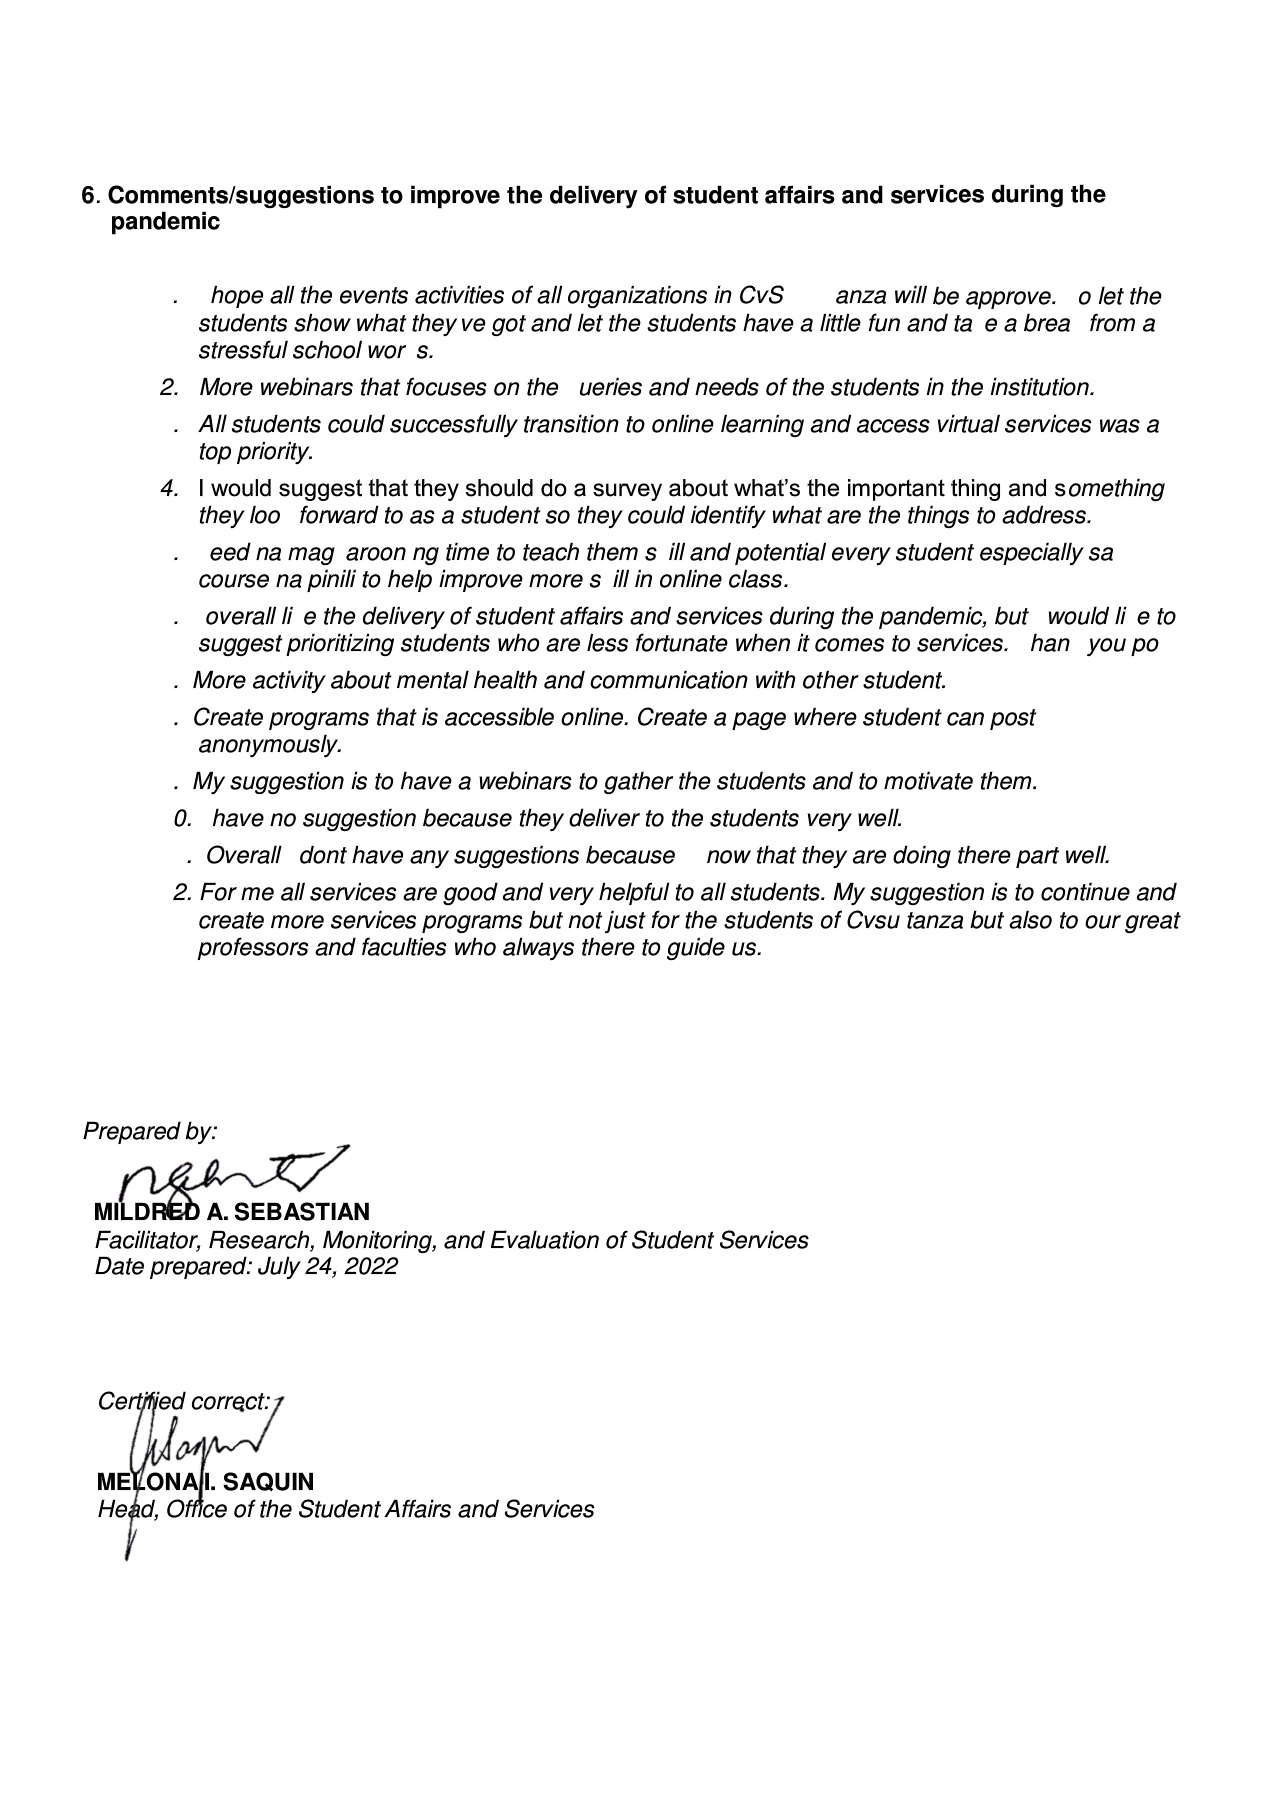 6. Comments/suggestions to improve the delivery of student affairs and services during the
pandemic
. hope all the events activities of all organizations in CvS anza will be approve. o let the
students show what they ve got and let the students have a little fun and ta e a brea from a
stressful school wor s.
2. More webinars that focuses on the ueries and needs of the students in the institution.
. All students could successfully transition to online learning and access virtual services was a
top priority.
4. I would suggest that they should do a survey about what's the important thing and something
they loo forward to as a student so they could identify what are the things to address.
. eed na mag aroon ng time to teach them s ill and potential every student especially sa
course na pinili to help improve more s ill in online class.
. overall li e the delivery of student affairs and services during the pandemic, but would li e to
suggest prioritizing students who are less fortunate when it comes to services. han you po
. More activity about mental health and communication with other student.
. Create programs that is accessible online. Create a page where student can post
anonymously.
. My suggestion is to have a webinars to gather the students and to motivate them.
0. have no suggestion because they deliver to the students very well.
. Overall dont have any suggestions because now that they are doing there part well.
2. For me all services are good and very helpful to all students. My suggestion is to continue and
create more services programs but not just for the students of Cvsu tanza but also to our great
professors and faculties who always there to guide us.
Prepared by:
MILDRED A. SEBASTIAN
Facilitator, Research, Monitoring, and Evaluation of Student Services
Date prepared: July 24, 2022
Certified correct:
MELONA I. SAQUIN
Head, Office of the Student Affairs and Services